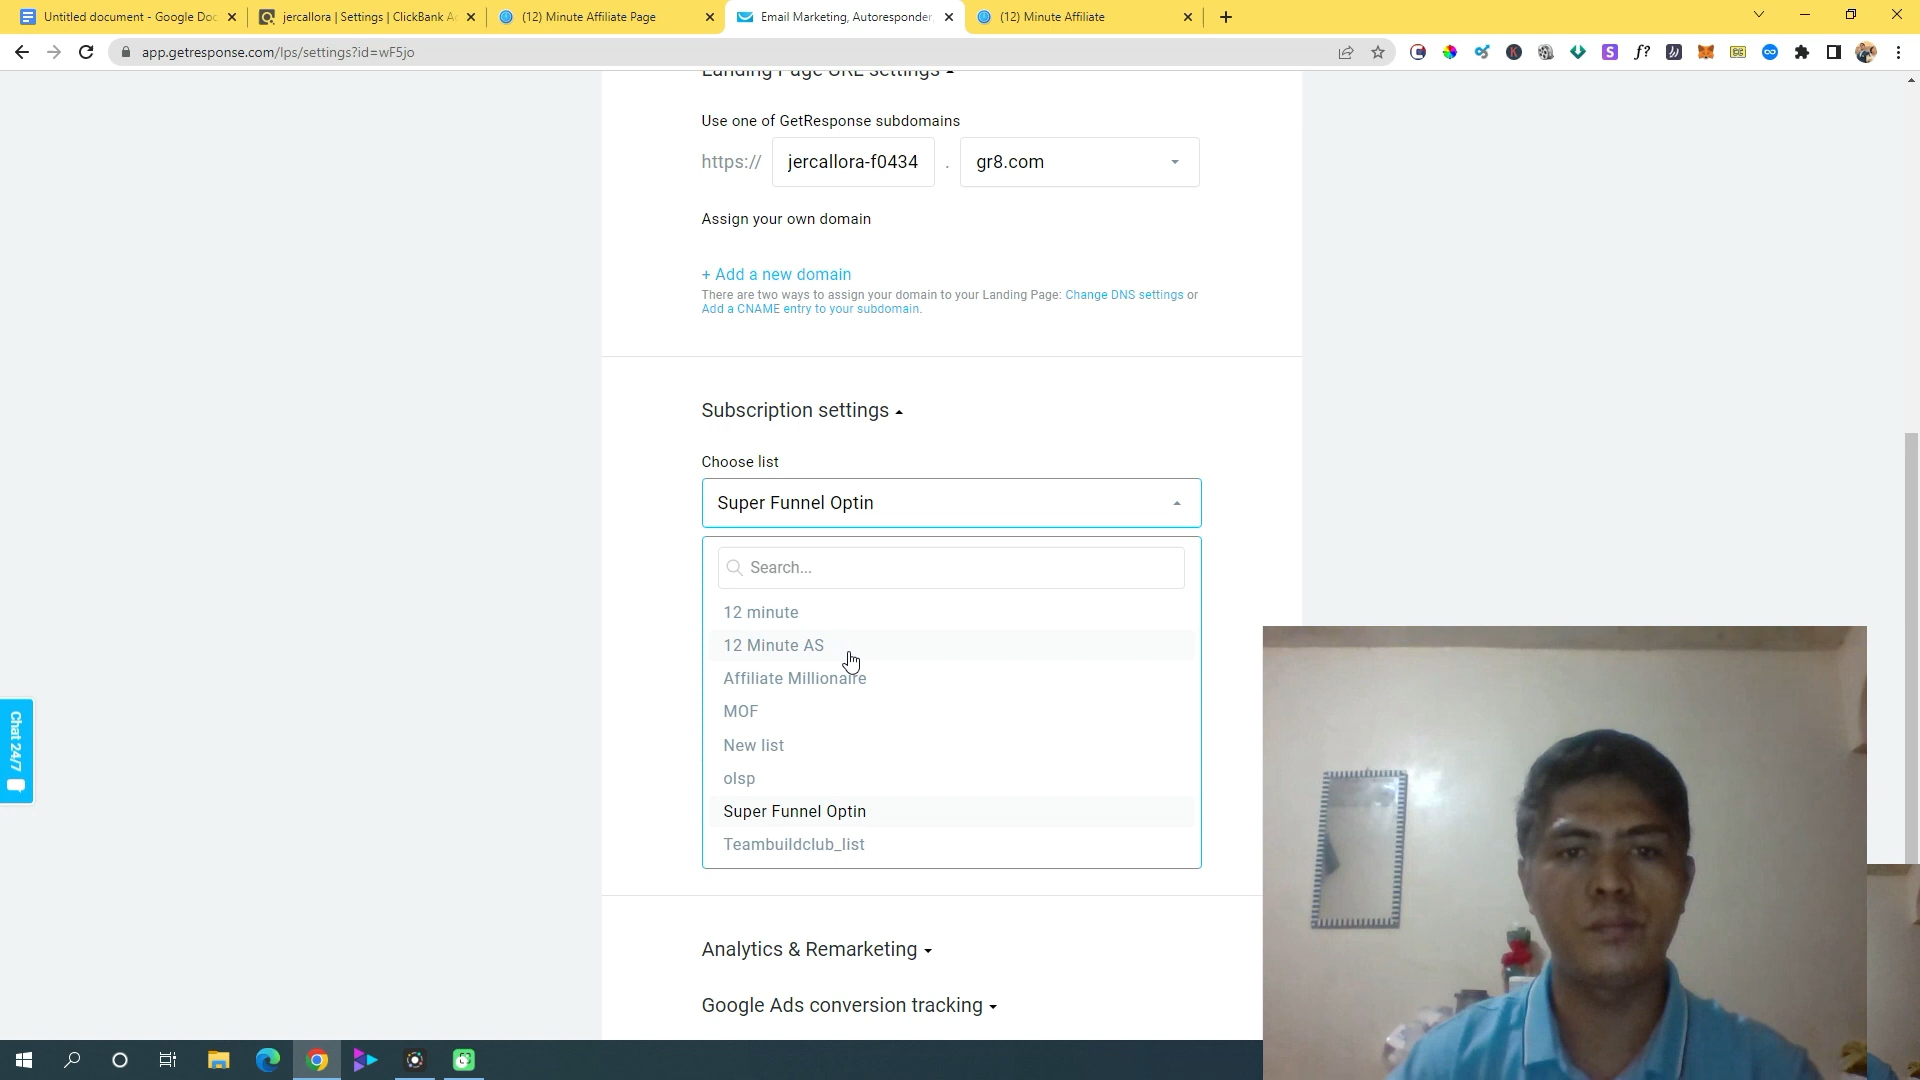 Untitled document - Google Doc
jercallora | Settings | ClickBank Ac
(12) Minute Affiliate Page
Email Marketing, Autoresponder,
(12) Minute Affiliate
app.getresponse.com/lps/settings?id=wF5jo
Landing Page URL settings
Use one of GetResponse subdomains
https://
jercallora-f0434
.
gr8.com
Assign your own domain
+ Add a new domain
There are two ways to assign your domain to your Landing Page: Change DNS settings or
Add a CNAME entry to your subdomain.
Subscription settings
Choose list
Super Funnel Optin
Search...
12 minute
12 Minute AS
Affiliate Millionaire
MOF
New list
olsp
Super Funnel Optin
Teambuildclub_list
Analytics & Remarketing
Google Ads conversion tracking
Chat 24/7